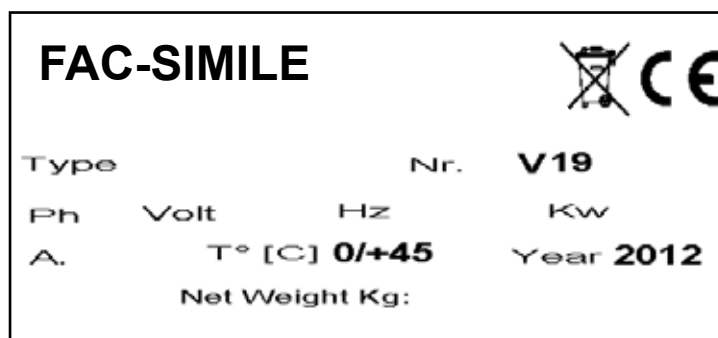 FAC-SIMILE CE
Type Nr. V19
Ph Volt Hz Kw
A. T° [C] 0/+45 Year 2012
Net Weight Kg: